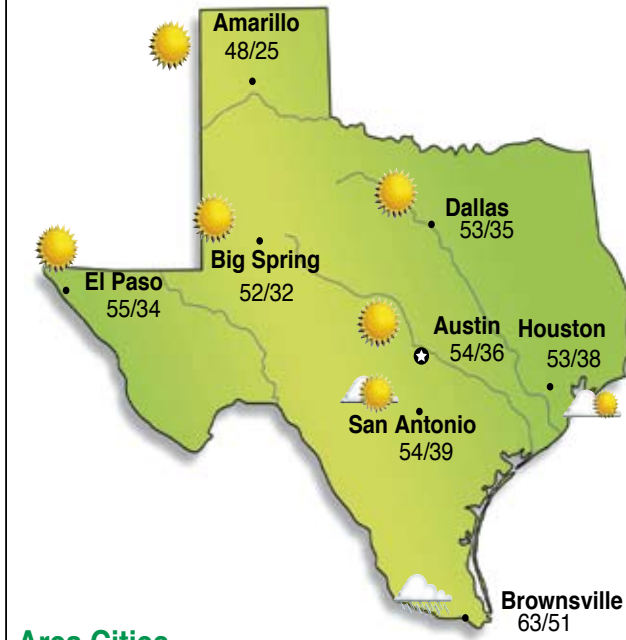 Amarillo
48/25
Dallas
53/35
Big Spring
52/32
El Paso
55/34
Austin
54/36
Houston
53/38
San Antonio
54/39
Brownsville
63/51
Area Cities